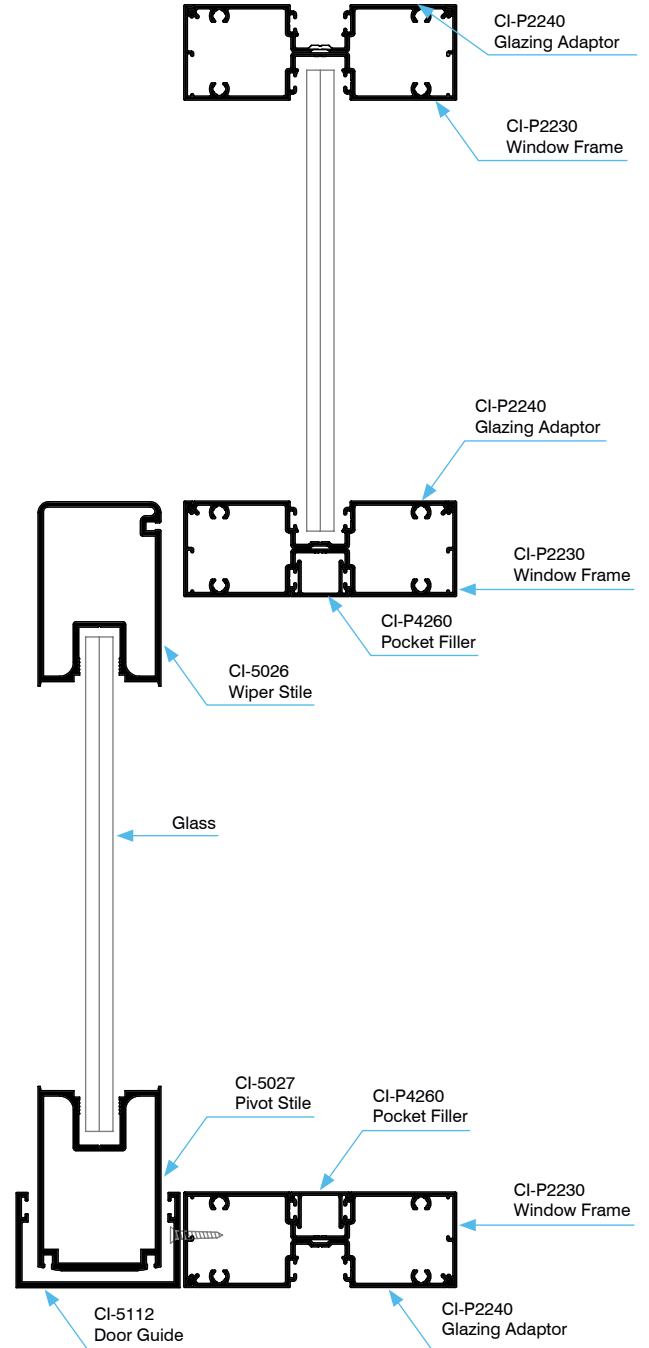 CI-P2240
Glazing Adaptor
CI-P2230
Window Frame
CI-P2240
Glazing Adaptor
CI-P2230
Window Frame
CI-P4260
Pocket Filler
CI-5026
Wiper Stile
Glass
CI-5027
Pivot Stile
CI-P4260
Pocket Filler
CI-P2230
Window Frame
CI-5112
Door Guide
CI-P2240
Glazing Adaptor